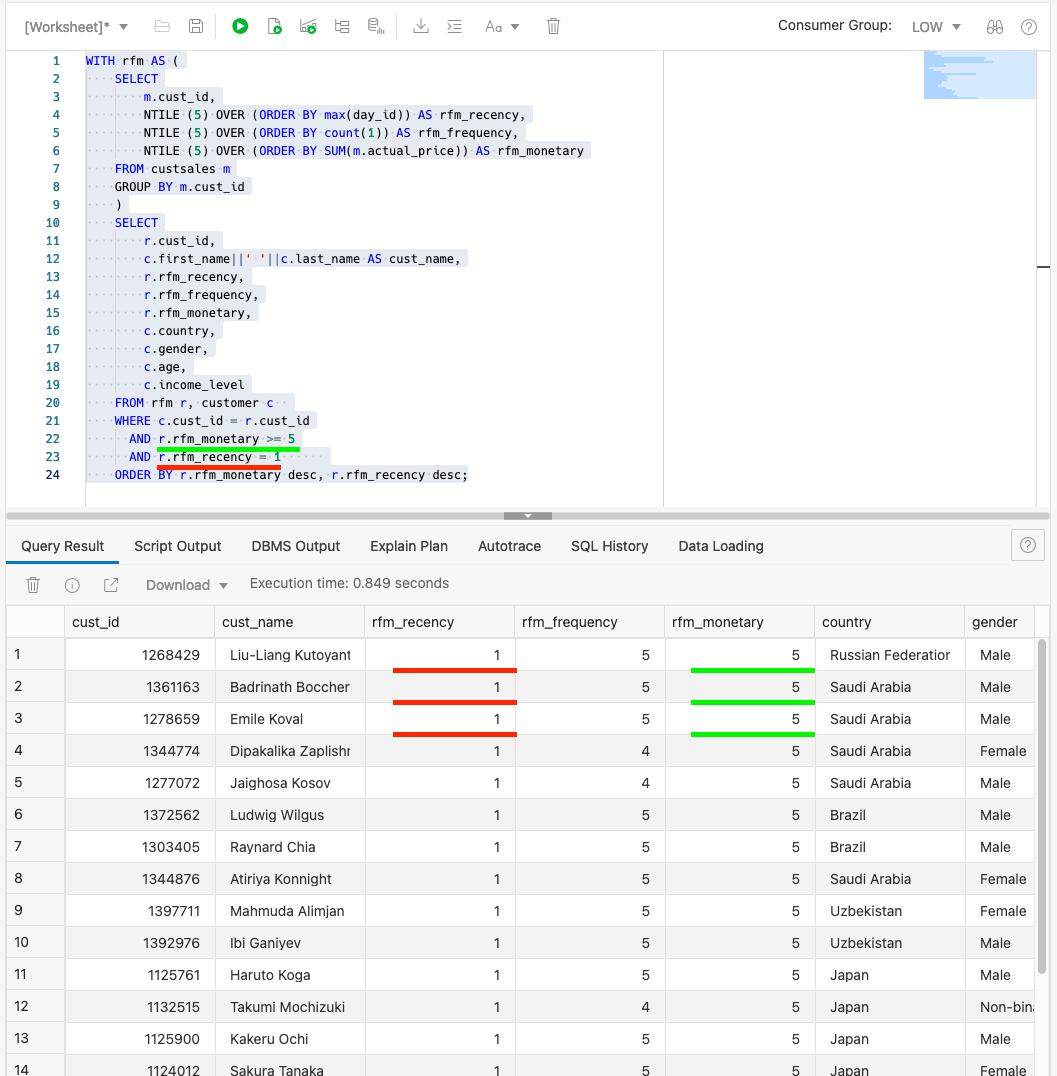 [Worksheet]* Aa Consumer Group: LOW
1 WITH rfm AS (
2 SELECT
3 m.cust_id,
4 NTILE (5) OVER (ORDER BY max(day_id)) AS rfm_recency,
5 NTILE (5) OVER (ORDER BY count(1)) AS rfm_frequency,
6 NTILE (5) OVER (ORDER BY SUM(m.actual_price)) AS rfm_monetary
7 FROM custsales m
8 GROUP BY m.cust_id
9 )
10 SELECT
11 r.cust_id,
12 c.first_name||' '||c.last_name AS cust_name,
13 r.rfm_recency,
14 r.rfm_frequency,
15 r.rfm_monetary,
16 c.country,
17 c.gender,
18 c.age,
19 c.income_level
20 FROM rfm r, customer c
21 WHERE c.cust_id = r.cust_id
22 AND r.rfm_monetary >= 5
23 AND r.rfm_recency = 1
24 ORDER BY r.rfm_monetary desc, r.rfm_recency desc;
Query Result Script Output DBMS Output Explain Plan Autotrace SQL History Data Loading
Download Execution time: 0.849 seconds
cust_id cust_name rfm_recency rfm_frequency rfm_monetary country gender
1 1268429 Liu-Liang Kutoyant 1 5 5 Russian Federatior Male
2 1361163 Badrinath Boccher 1 5 5 Saudi Arabia Male
3 1278659 Emile Koval 1 5 5 Saudi Arabia Male
4 1344774 Dipakalika Zaplishr 1 4 5 Saudi Arabia Female
5 1277072 Jaighosa Kosov 1 4 5 Saudi Arabia Male
6 1372562 Ludwig Wilgus 1 5 5 Brazil Male
7 1303405 Raynard Chia 1 5 5 Brazil Male
8 1344876 Atiriya Konnight 1 5 5 Saudi Arabia Female
9 1397711 Mahmuda Alimjan 1 5 5 Uzbekistan Female
10 1392976 Ibi Ganiyev 1 5 5 Uzbekistan Male
11 1125761 Haruto Koga 1 5 5 Japan Male
12 1132515 Takumi Mochizuki 1 4 5 Japan Non-bin
13 1125900 Kakeru Ochi 1 5 5 Japan Male
14 1124012 Sakura Tanaka 1 5 5 Japan Female